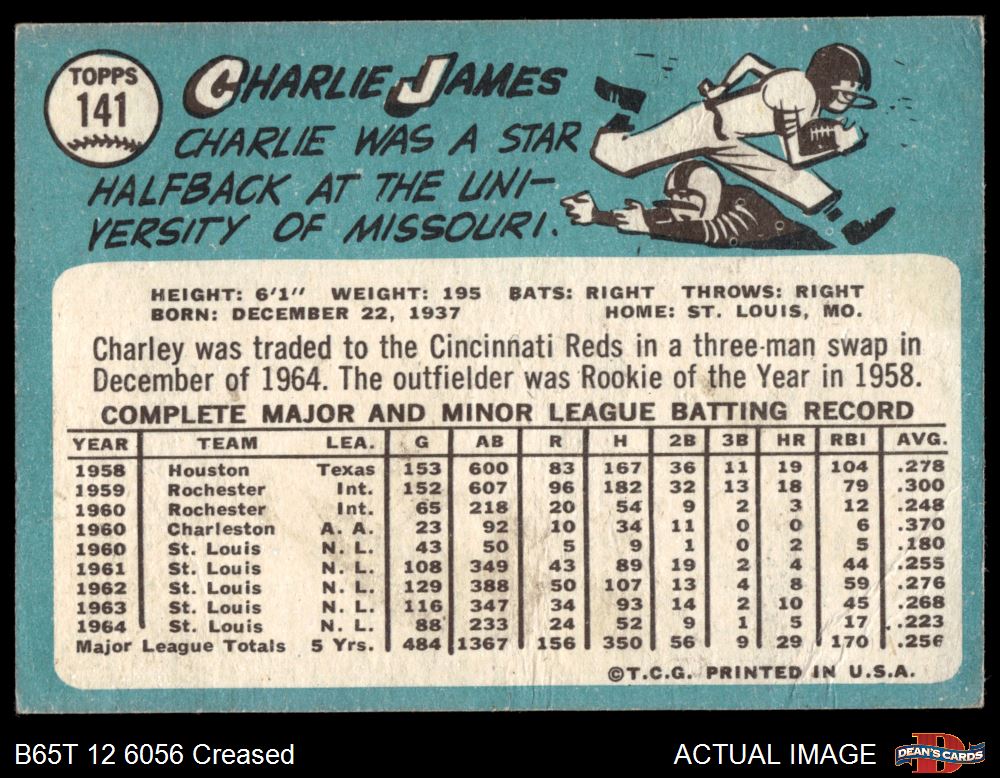 TOPPS
141
CHARLIE JAMES
CHARLIE WAS A STAR
HALFBACK AT THE UNI-
VERSITY OF MISSOURI.
HEIGHT: 6'1" WEIGHT: 195 BATS: RIGHT THROWS: RIGHT
BORN: DECEMBER 22, 1937 HOME: ST. LOUIS, MO.
Charley was traded to the Cincinnati Reds in a three-man swap in
December of 1964. The outfielder was Rookie of the Year in 1958.
COMPLETE MAJOR AND MINOR LEAGUE BATTING RECORD
YEAR TEAM LEA. G AB R H 2B 3B HR RBI AVG.
1958 Houston Texas 153 600 83 167 36 11 19 104 .278
1959 Rochester Int. 152 607 96 182 32 13 18 79 .300
1960 Rochester Int. 65 218 20 54 9 2 3 12 .248
1960 Charleston A. A. 23 92 10 34 11 0 0 6 .370
1960 St. Louis N. L. 43 50 5 9 1 0 2 5 .180
1961 St. Louis N. L. 108 349 43 89 19 2 4 44 .255
1962 St. Louis N. L. 129 388 50 107 13 4 8 59 .276
1963 St. Louis N. L. 116 347 34 93 14 2 10 45 .268
1964 St. Louis N. L. 88 233 24 52 9 1 5 17 .223
Major League Totals 5 Yrs. 484 1367 156 350 56 9 29 170 .256
©T.C.G. PRINTED IN U.S.A.
B65T 12 6056 Creased ACTUAL IMAGE
DEAN'S CARDS